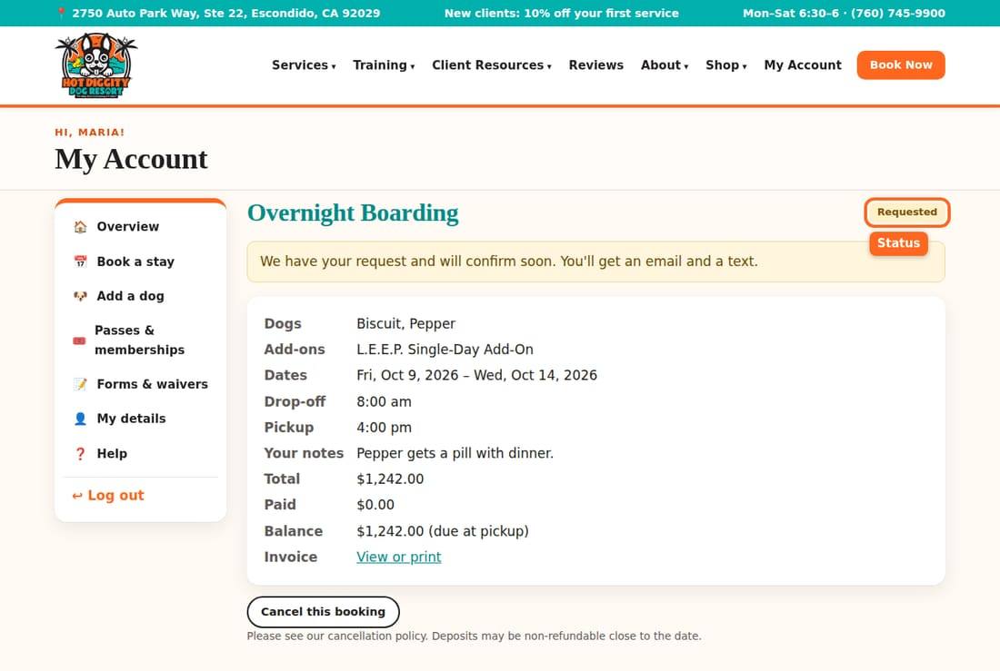 📍 2750 Auto Park Way, Ste 22, Escondido, CA 92029
New clients: 10% off your first service
Mon–Sat 6:30–6 · (760) 745-9900
HOT DIGGITY
DOG RESORT
Services ▾
Training ▾
Client Resources ▾
Reviews
About ▾
Shop ▾
My Account
Book Now
HI, MARIA!
My Account
Overview
Book a stay
Add a dog
Passes &
memberships
Forms & waivers
My details
Help
↩ Log out
Overnight Boarding
Requested
Status
We have your request and will confirm soon. You'll get an email and a text.
Dogs Biscuit, Pepper
Add-ons L.E.E.P. Single-Day Add-On
Dates Fri, Oct 9, 2026 – Wed, Oct 14, 2026
Drop-off 8:00 am
Pickup 4:00 pm
Your notes Pepper gets a pill with dinner.
Total $1,242.00
Paid $0.00
Balance $1,242.00 (due at pickup)
Invoice View or print
Cancel this booking
Please see our cancellation policy. Deposits may be non-refundable close to the date.